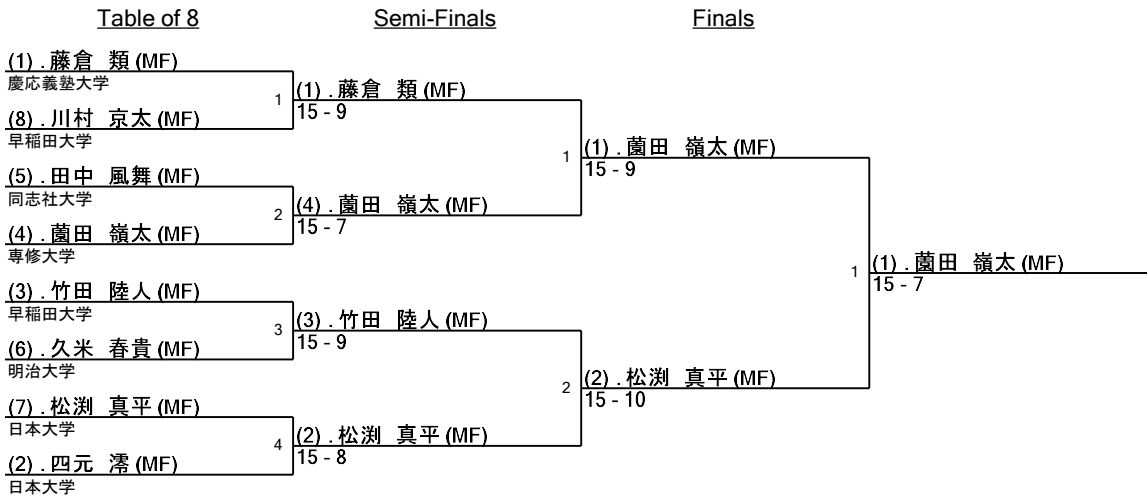 Table of 8
Semi-Finals
Finals
(1) . 藤倉 類 (MF)
慶応義塾大学
1
(1) . 藤倉 類 (MF)
15 - 9
(8) . 川村 京太 (MF)
早稲田大学
1
(1) . 薗田 嶺太 (MF)
15 - 9
(5) . 田中 風舞 (MF)
同志社大学
2
(4) . 薗田 嶺太 (MF)
15 - 7
(4) . 薗田 嶺太 (MF)
専修大学
1
(1) . 薗田 嶺太 (MF)
15 - 7
(3) . 竹田 陸人 (MF)
早稲田大学
3
(3) . 竹田 陸人 (MF)
15 - 9
(6) . 久米 春貴 (MF)
明治大学
2
(2) . 松渕 真平 (MF)
15 - 10
(7) . 松渕 真平 (MF)
日本大学
4
(2) . 松渕 真平 (MF)
15 - 8
(2) . 四元 澪 (MF)
日本大学